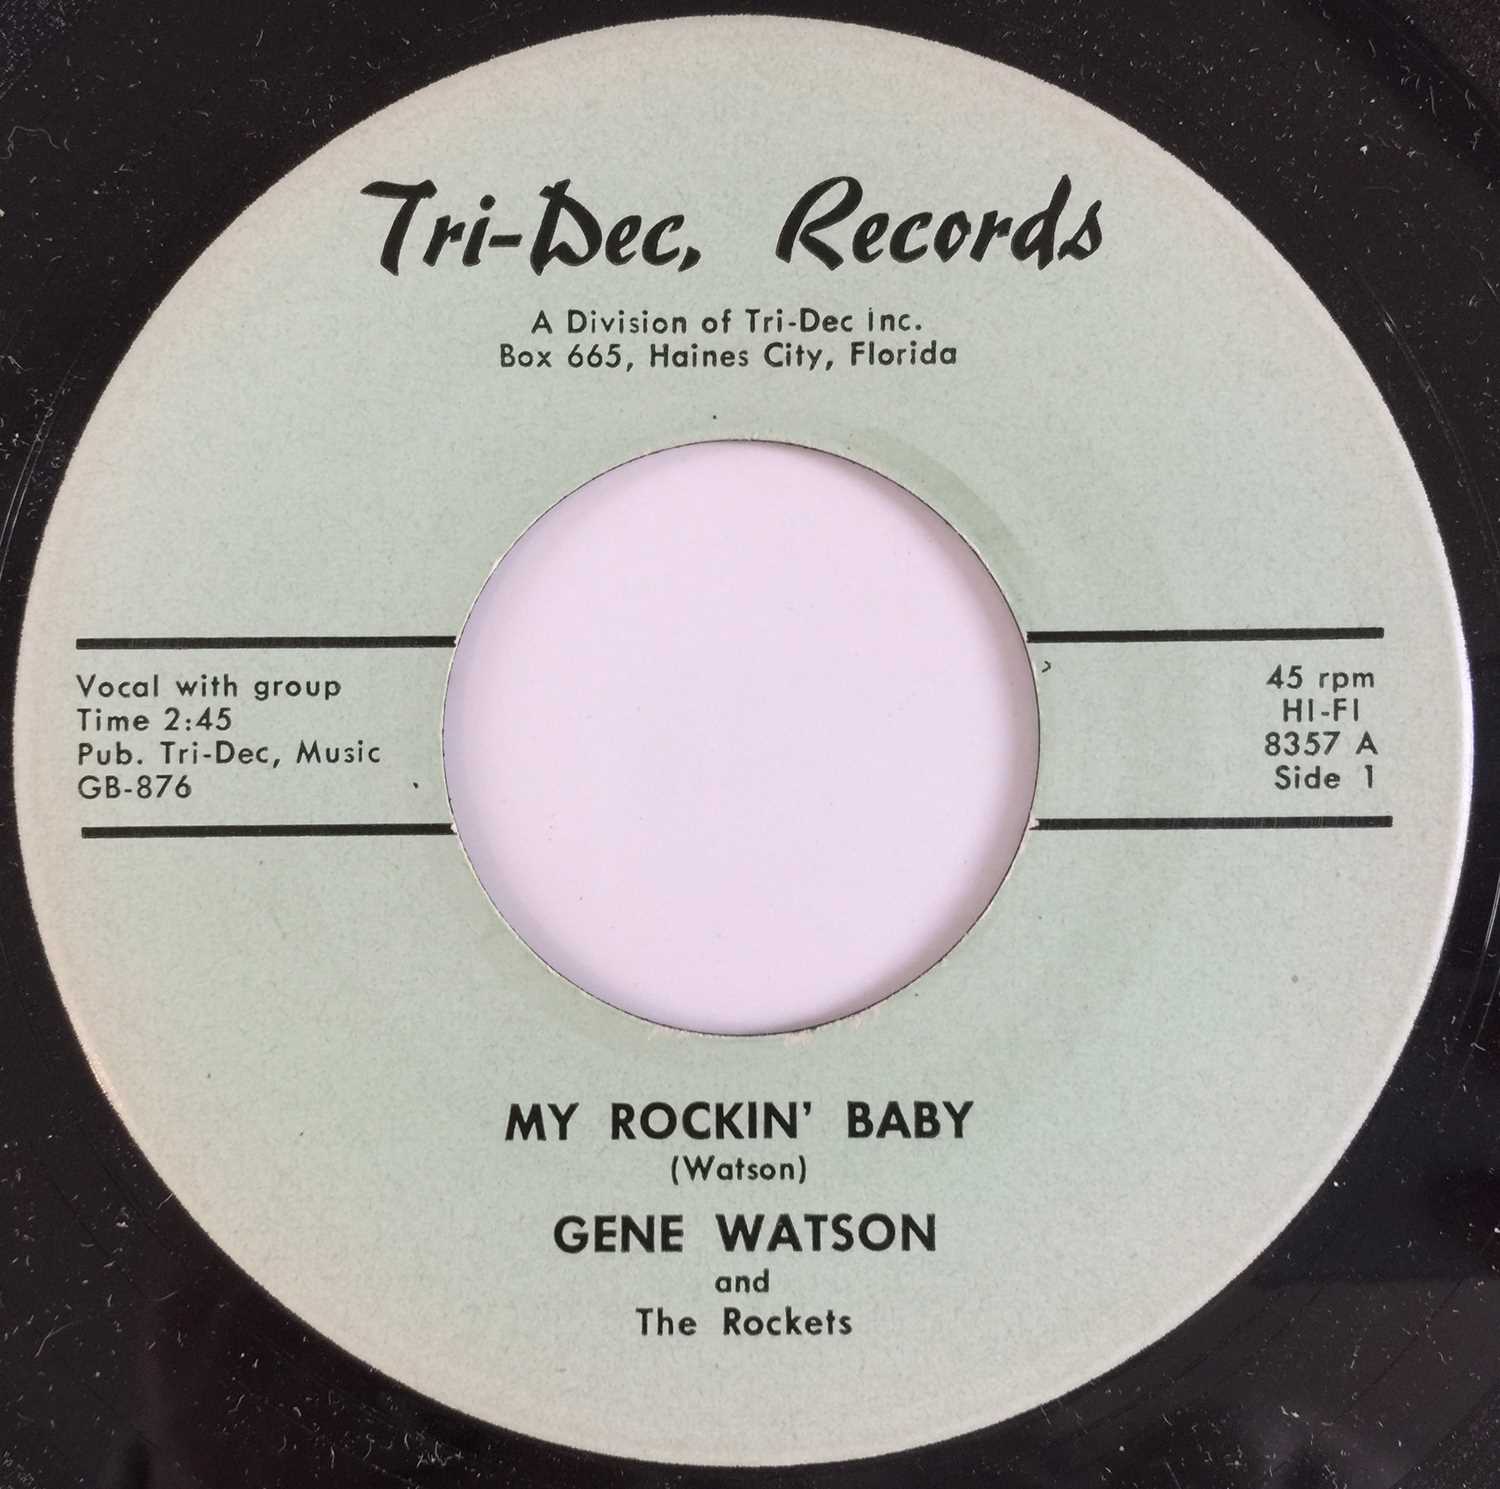 Tri-Dec, Records
A Division of Tri-Dec Inc.
Box 665, Haines City, Florida
Vocal with group
Time 2:45
Pub. Tri-Dec, Music
GB-876
45 rpm
HI-FI
8357 A
Side 1
MY ROCKIN' BABY
(Watson)
GENE WATSON
and
The Rockets